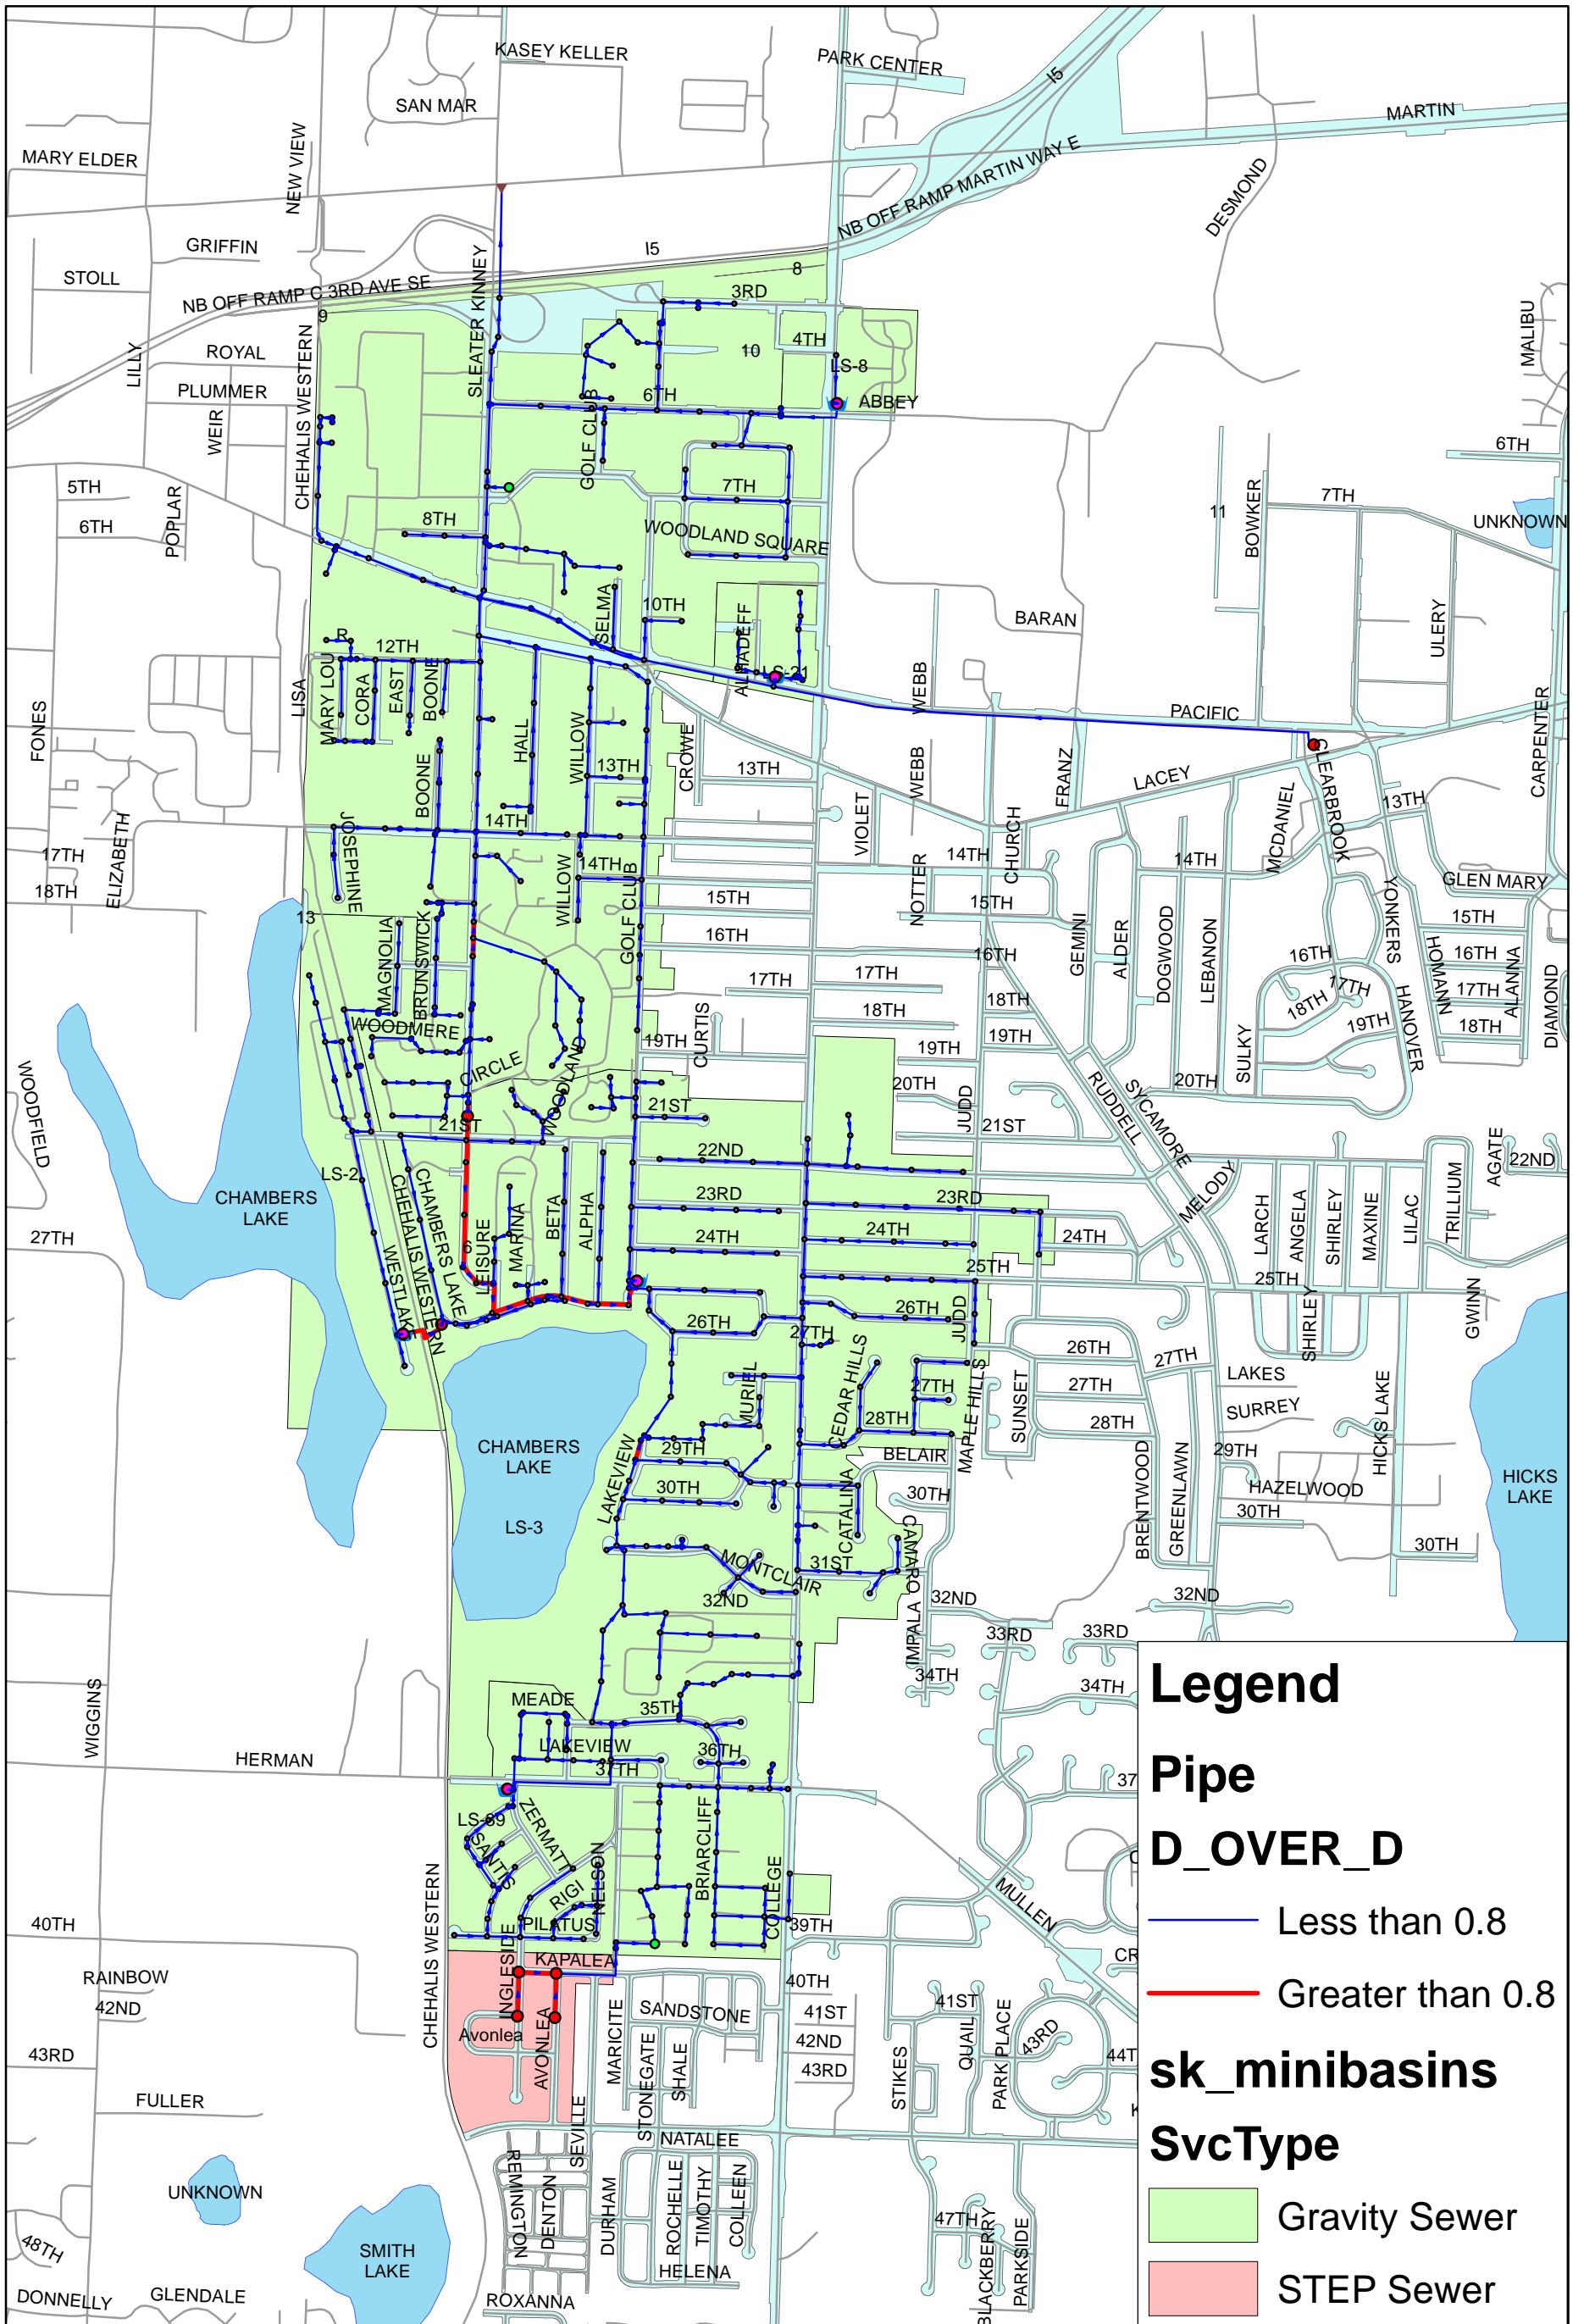 KASEY KELLER
PARK CENTER
I5
SAN MAR
MARTIN
MARY ELDER
NEW VIEW
NB OFF RAMP MARTIN WAY E
DESMOND
GRIFFIN
I5
STOLL
SLEATER KINNEY
8
NB OFF RAMP C 3RD AVE SE
3RD
9
MALIBU
LILLY
ROYAL
CHEHALIS WESTERN
10
4TH
LS-8
PLUMMER
6TH
ABBEY
WEIR
GOLF CLUB
6TH
5TH
7TH
7TH
POPLAR
8TH
11
BOWKER
UNKNOWN
6TH
WOODLAND SQUARE
SELMA
10TH
ALHADEFF
BARAN
ULERY
R
12TH
LS-21
WEBB
LISA
MARY LOU
CORA
EAST
BOONE
PACIFIC
FONES
HALL
WILLOW
CROWE
CARPENTER
BOONE
13TH
13TH
WEBB
FRANZ
LACEY
CLEARBROOK
MCDANIEL
13TH
14TH
VIOLET
CHURCH
JOSEPHINE
ELIZABETH
17TH
14TH
14TH
14TH
18TH
WILLOW
GOLF CLUB
NOTTER
YONKERS
GLEN MARY
15TH
15TH
15TH
13
MAGNOLIA
BRUNSWICK
16TH
16TH
GEMINI
ALDER
DOGWOOD
LEBANON
16TH
HOMANN
16TH
ALANNA
DIAMOND
17TH
17TH
17TH
17TH
18TH
18TH
18TH
HANOVER
WOODMERE
19TH
CURTIS
19TH
19TH
19TH
18TH
SULKY
WOODFIELD
CIRCLE
WOODLAND
20TH
JUDD
RUDDELL
SYCAMORE
20TH
21ST
21ST
21ST
LS-2
CHAMBERS LAKE
22ND
AGATE
22ND
CHAMBERS
LAKE
CHEHALIS WESTERN
23RD
23RD
MELODY
LARCH
ANGELA
SHIRLEY
MAXINE
LILAC
TRILLIUM
27TH
6
LEISURE
MARINA
BETA
ALPHA
24TH
24TH
24TH
25TH
25TH
WESTLAKE
26TH
26TH
JUDD
SHIRLEY
GWINN
27TH
26TH
27TH
MURIEL
CEDAR HILLS
27TH
MAPLE HILLS
SUNSET
27TH
LAKES
28TH
28TH
SURREY
HICKS LAKE
CHAMBERS
LAKE
LAKEVIEW
29TH
BELAIR
BRENTWOOD
GREENLAWN
29TH
HICKS
LAKE
30TH
CATALINA
30TH
HAZELWOOD
LS-3
CAMARO
30TH
30TH
MONTCLAIR
31ST
32ND
IMPALA
32ND
32ND
33RD
33RD
34TH
34TH
WIGGINS
MEADE
35TH
LAKEVIEW
36TH
HERMAN
37TH
37
LS-69
ZERMATT
SANTIS
NELSON
BRIARCLIFF
RIGI
COLLEGE
MULLEN
CHEHALIS WESTERN
PILATUS
39TH
40TH
INGLESIDE
KAPALEA
CR
RAINBOW
40TH
42ND
SANDSTONE
41ST
41ST
Avonlea
AVONLEA
MARICITE
STONEGATE
SHALE
42ND
QUAIL
PARK PLACE
43RD
43RD
43RD
STIKES
44T
FULLER
K
SEVILLE
NATALEE
UNKNOWN
REMINGTON
DENTON
DURHAM
ROCHELLE
TIMOTHY
COLLEEN
47TH
BLACKBERRY
PARKSIDE
48TH
SMITH
LAKE
HELENA
DONNELLY
GLENDALE
ROXANNA
Legend
Pipe
D_OVER_D
Less than 0.8
Greater than 0.8
sk_minibasins
SvcType
Gravity Sewer
STEP Sewer